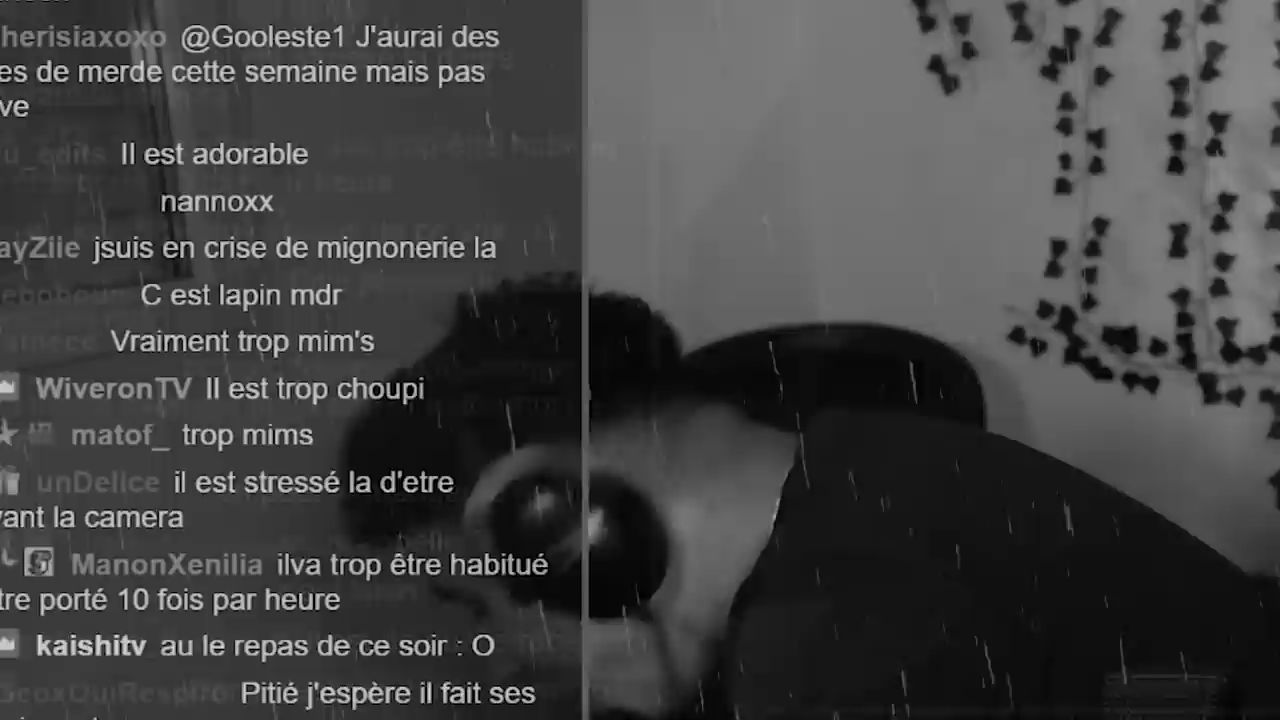 herisiaxoxo @Gooleste1 J'aurai des
es de merde cette semaine mais pas
ve
u_edits Il est adorable
nannoxx
ayZiie jsuis en crise de mignonerie la
C est lapin mdr
Vraiment trop mim's
WiveronTV Il est trop choupi
matof_ trop mims
unDelice il est stressé la d'etre
vant la camera
ManonXenilia ilva trop être habitué
tre porté 10 fois par heure
kaishitv au le repas de ce soir : O
Pitié j'espère il fait ses